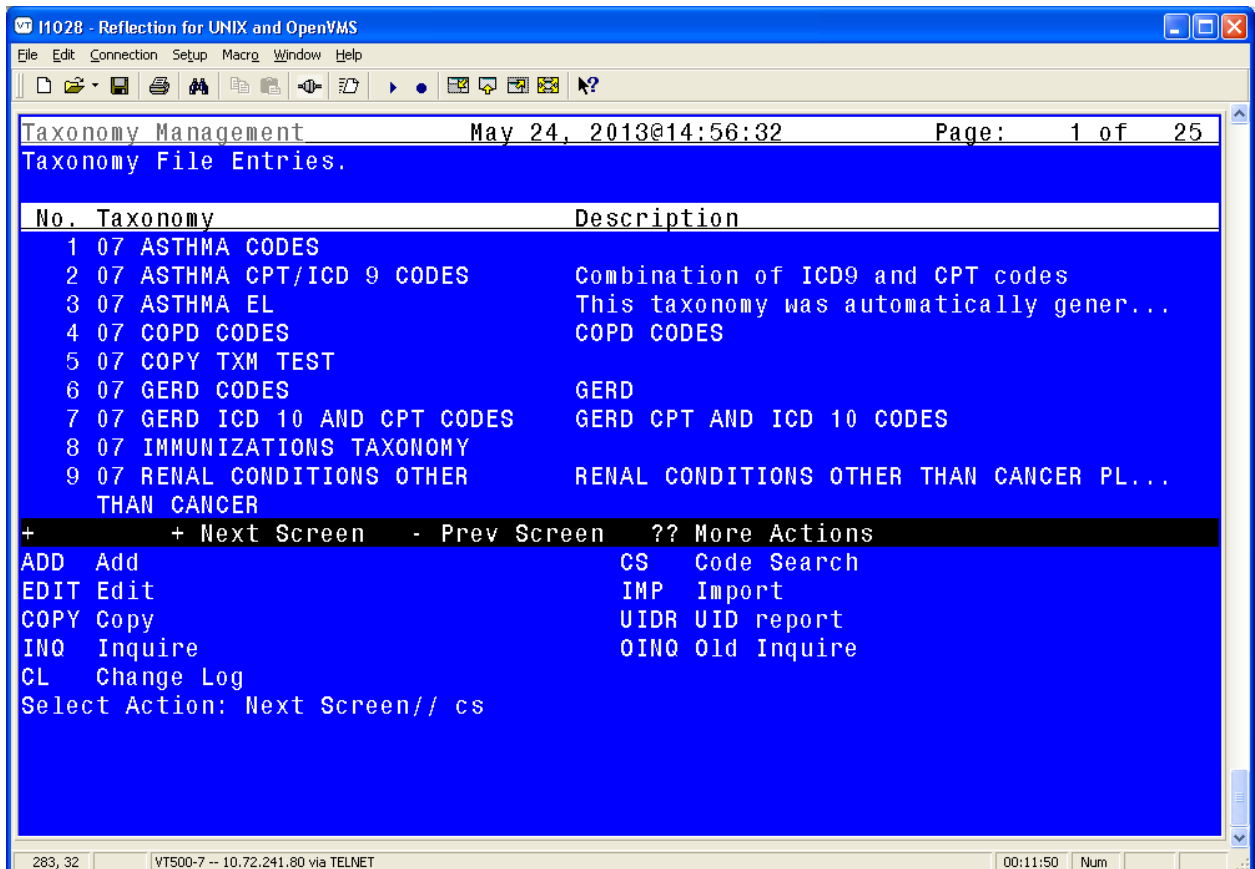 I1028 - Reflection for UNIX and OpenVMS
File Edit Connection Setup Macro Window Help
Taxonomy Management May 24, 2013@14:56:32 Page: 1 of 25
Taxonomy File Entries.
No. Taxonomy Description
1 07 ASTHMA CODES
2 07 ASTHMA CPT/ICD 9 CODES Combination of ICD9 and CPT codes
3 07 ASTHMA EL This taxonomy was automatically gener...
4 07 COPD CODES COPD CODES
5 07 COPY TXM TEST
6 07 GERD CODES GERD
7 07 GERD ICD 10 AND CPT CODES GERD CPT AND ICD 10 CODES
8 07 IMMUNIZATIONS TAXONOMY
9 07 RENAL CONDITIONS OTHER RENAL CONDITIONS OTHER THAN CANCER PL...
THAN CANCER
+ + Next Screen - Prev Screen ?? More Actions
ADD Add CS Code Search
EDIT Edit IMP Import
COPY Copy UIDR UID report
INQ Inquire OINQ Old Inquire
CL Change Log
Select Action: Next Screen// cs
283, 32 VT500-7 -- 10.72.241.80 via TELNET 00:11:50 Num